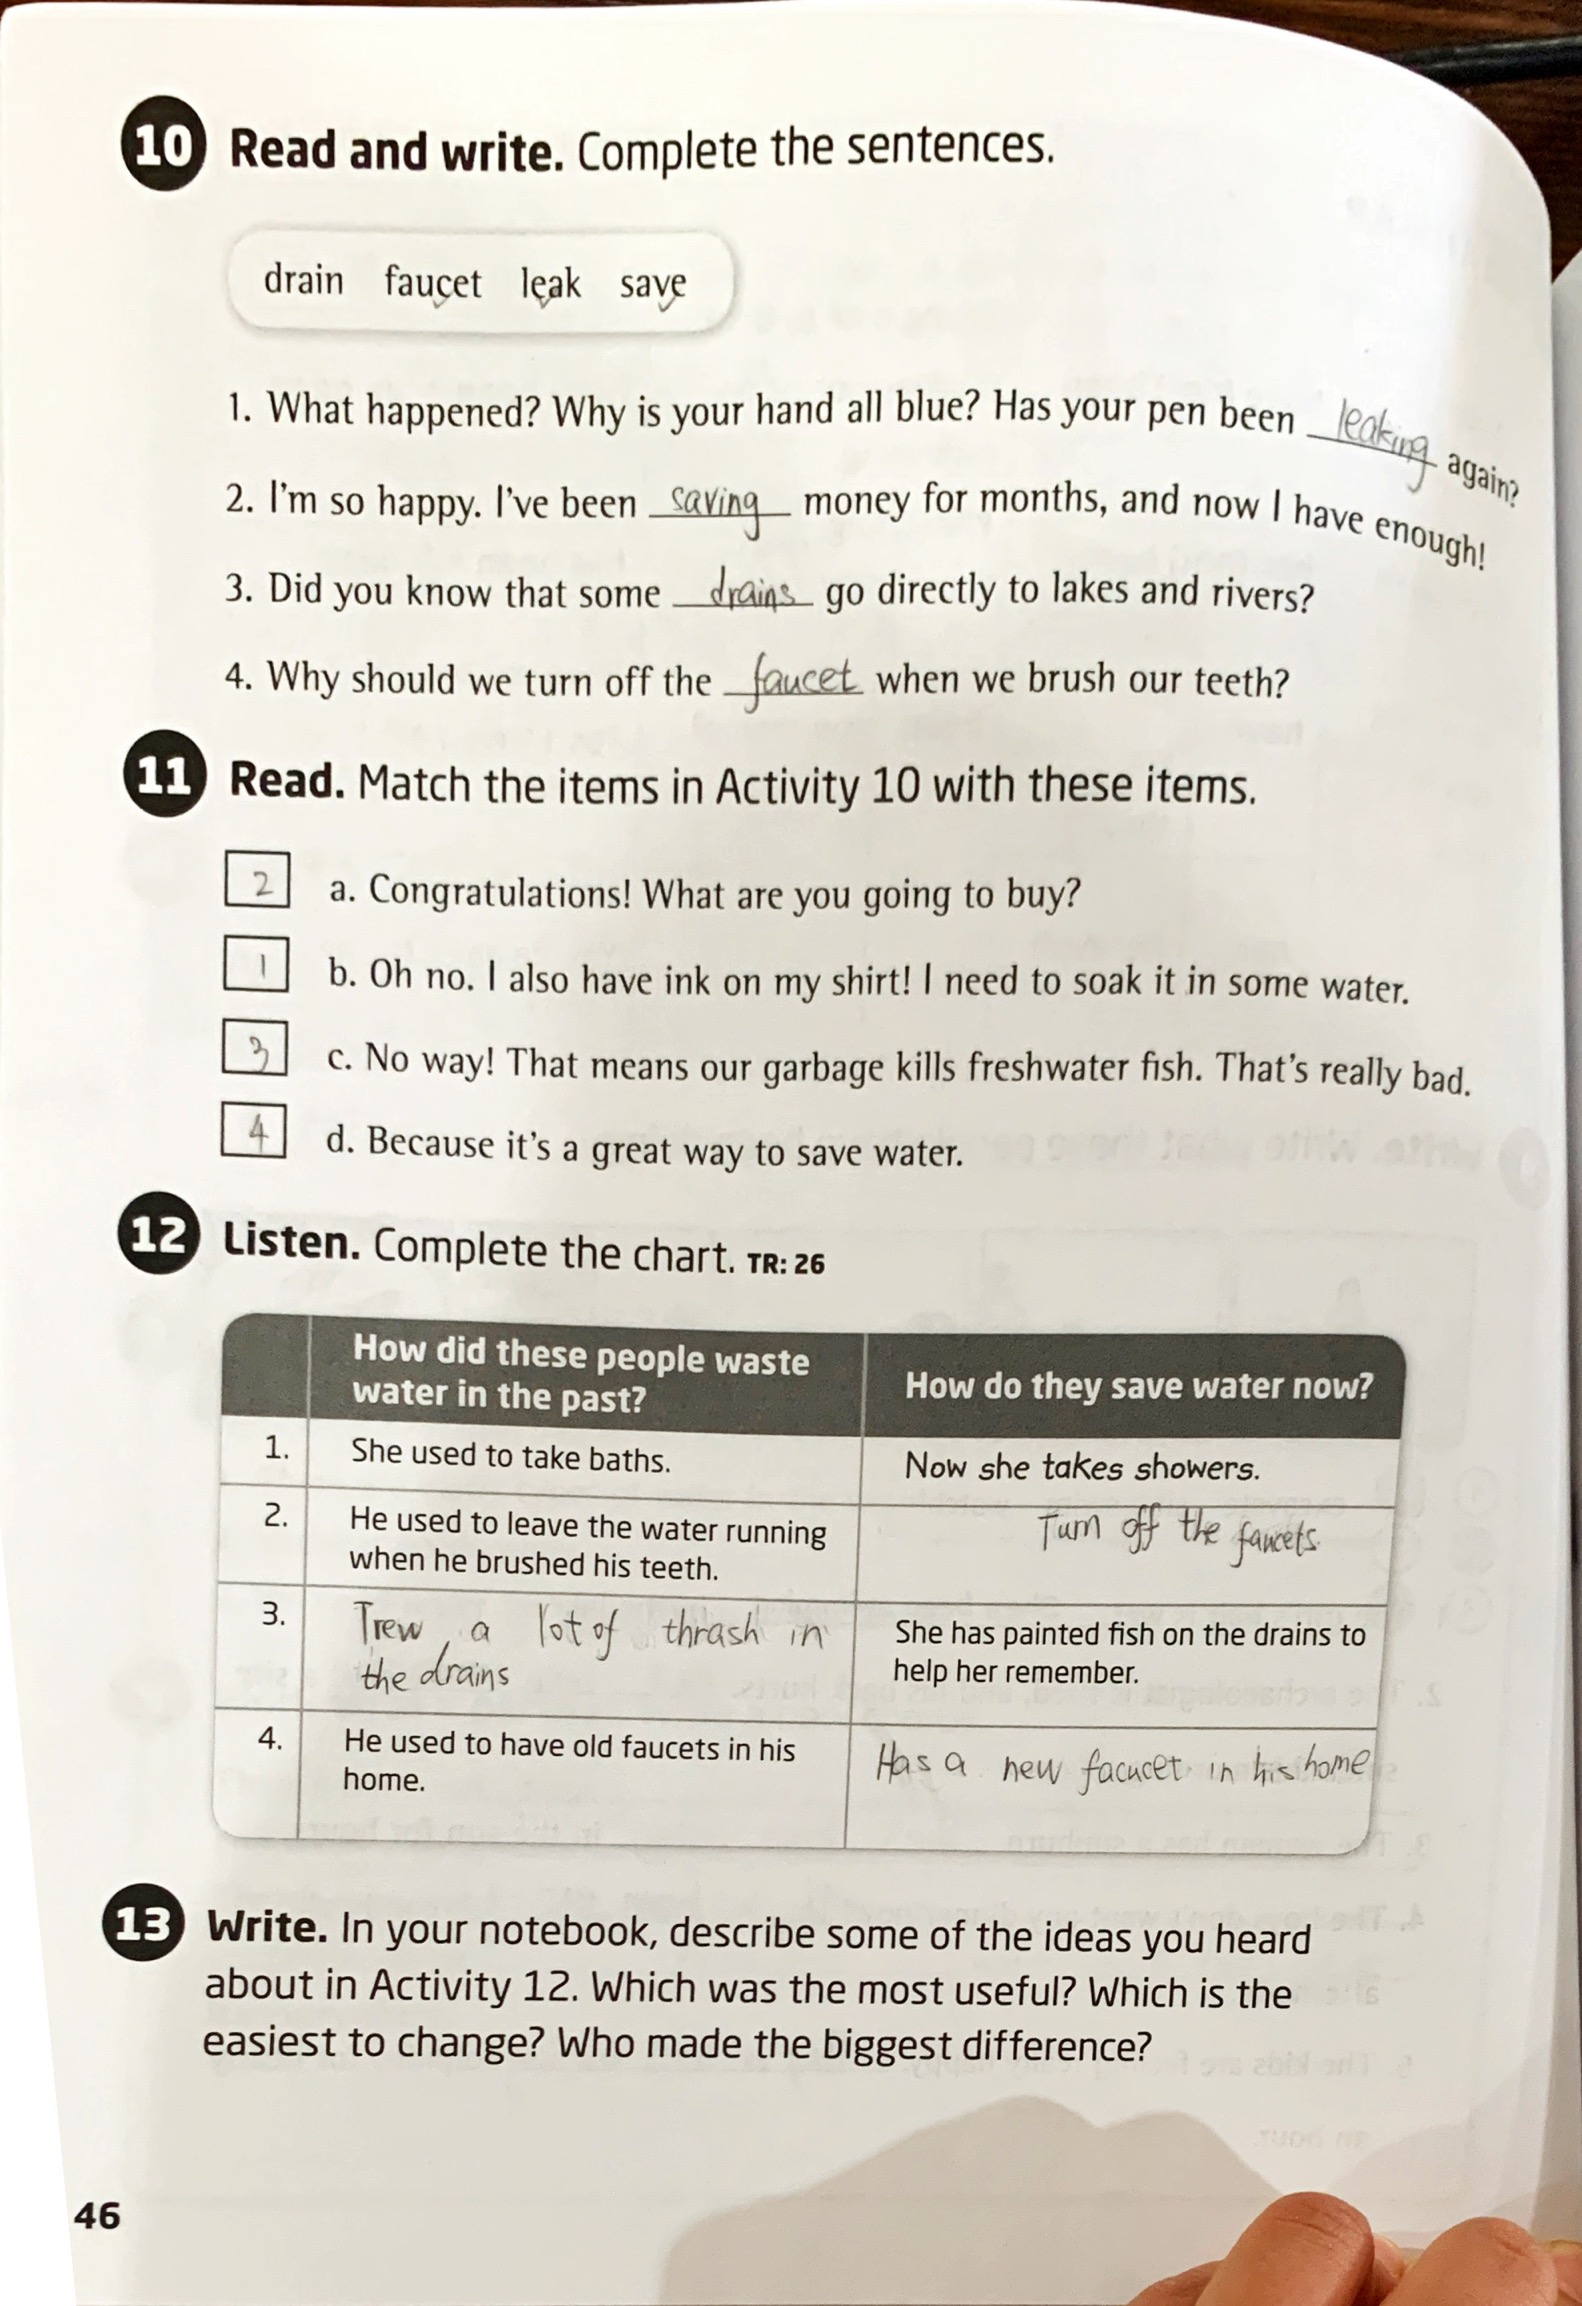 10 Read and write. Complete the sentences.
drain faucet leak save
1. What happened? Why is your hand all blue? Has your pen been leaking again?
2. I'm so happy. I've been saving money for months, and now I have enough!
3. Did you know that some drains go directly to lakes and rivers?
4. Why should we turn off the faucet when we brush our teeth?
11 Read. Match the items in Activity 10 with these items.
2 a. Congratulations! What are you going to buy?
1 b. Oh no. I also have ink on my shirt! I need to soak it in some water.
3 c. No way! That means our garbage kills freshwater fish. That's really bad.
4 d. Because it's a great way to save water.
12 Listen. Complete the chart. TR: 26
How did these people waste
water in the past?
How do they save water now?
1. She used to take baths.
Now she takes showers.
2. He used to leave the water running
when he brushed his teeth.
Turn off the faucets.
3. Trew a lot of thrash in
the drains
She has painted fish on the drains to
help her remember.
4. He used to have old faucets in his
home.
Has a new facucet in his home
13 Write. In your notebook, describe some of the ideas you heard
about in Activity 12. Which was the most useful? Which is the
easiest to change? Who made the biggest difference?
46